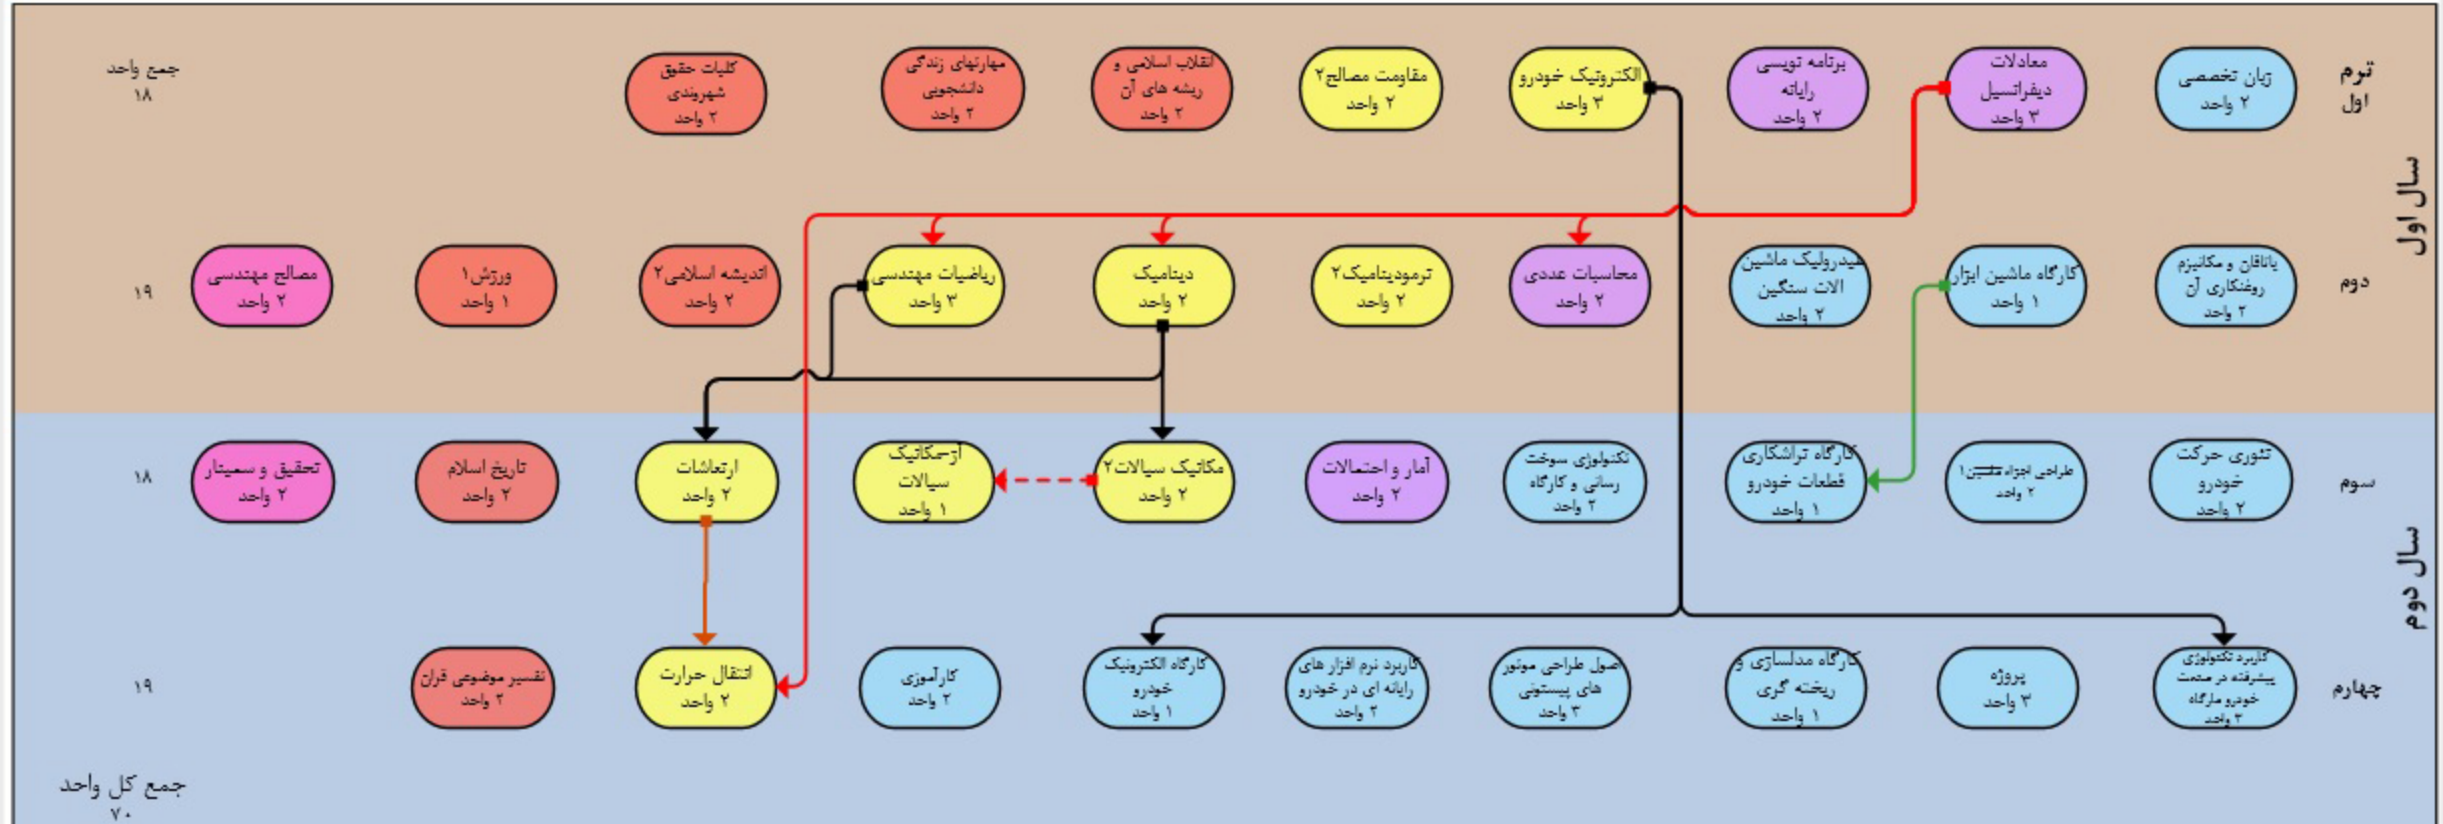 ترم
اول
زبان تخصصی
۲ واحد
معادلات
دیفرانسیل
۳ واحد
برنامه نویسی
رایانه
۲ واحد
الکترونیک خودرو
۳ واحد
مقاومت مصالح۲
۲ واحد
انقلاب اسلامی و
ریشه های آن
۲ واحد
مهارتهای زندگی
دانشجویی
۲ واحد
کلیات حقوق
شهروندی
۲ واحد
جمع واحد
۱۸
سال اول
دوم
یاتاقان و مکانیزم
روغنکاری آن
۲ واحد
کارگاه ماشین ابزار
۱ واحد
هیدرولیک ماشین
الات سنگین
۲ واحد
محاسبات عددی
۲ واحد
ترمودینامیک۲
۲ واحد
دینامیک
۲ واحد
ریاضیات مهندسی
۳ واحد
اندیشه اسلامی۲
۲ واحد
ورزش۱
۱ واحد
مصالح مهندسی
۲ واحد
۱۹
سوم
تئوری حرکت
خودرو
۲ واحد
طراحی اجزاء ماشین۱
۲ واحد
کارگاه تراشکاری
قطعات خودرو
۱ واحد
تکنولوژی سوخت
رسانی و کارگاه
۲ واحد
آمار و احتمالات
۲ واحد
مکانیک سیالات۲
۲ واحد
آز-مکانیک
سیالات
۱ واحد
ارتعاشات
۲ واحد
تاریخ اسلام
۲ واحد
تحقیق و سمینار
۲ واحد
۱۸
سال دوم
چهارم
کاربرد تکنولوژی
پیشرفته در صنعت
خودرو
۲ واحد
پروژه
۳ واحد
کارگاه مدلسازی و
ریخته گری
۱ واحد
اصول طراحی موتور
های پیستونی
۳ واحد
کاربرد نرم افزار های
رایانه ای در خودرو
۲ واحد
کارگاه الکترونیک
خودرو
۱ واحد
کارآموزی
۲ واحد
انتقال حرارت
۲ واحد
تفسیر موضوعی قران
۲ واحد
۱۹
جمع کل واحد
۷۰